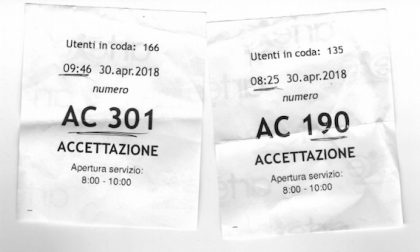 Utenti in coda: 166
09:46 30.apr.2018
numero
AC 301
ACCETTAZIONE
Apertura servizio:
8:00 - 10:00
Utenti in coda: 135
08:25 30.apr.2018
numero
AC 190
ACCETTAZIONE
Apertura servizio:
8:00 - 10:00